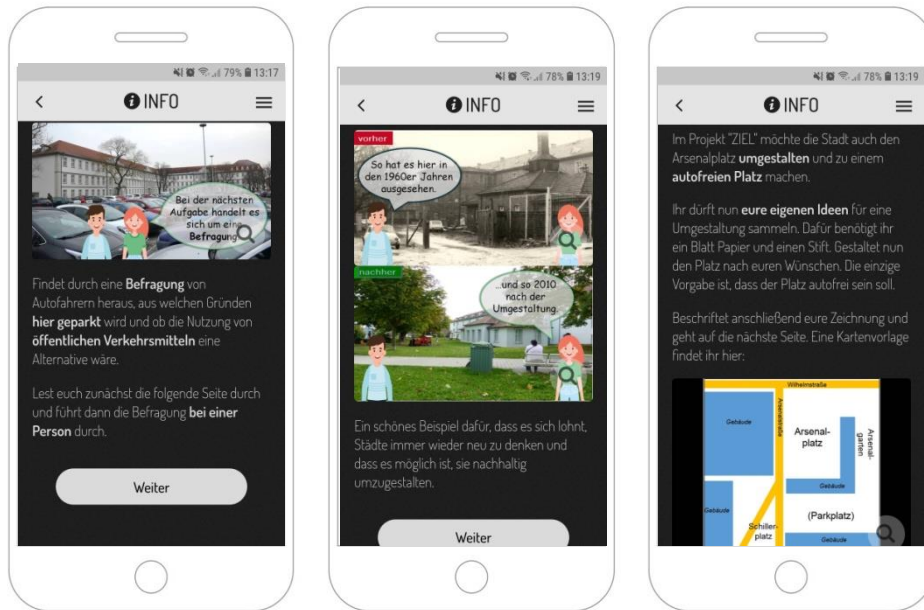 79% 13:17
INFO
Bei der nächsten
Aufgabe handelt es
sich um eine
Befragung
Findet durch eine Befragung von
Autofahrern heraus, aus welchen Gründen
hier geparkt wird und ob die Nutzung von
öffentlichen Verkehrsmitteln eine
Alternative wäre.
Lest euch zunächst die folgende Seite durch
und führt dann die Befragung bei einer
Person durch.
Weiter
78% 13:19
INFO
vorher
So hat es hier in
den 1960er Jahren
ausgesehen.
nachher
...und so 2010
nach der
Umgestaltung.
Ein schönes Beispiel dafür, dass es sich lohnt,
Städte immer wieder neu zu denken und
dass es möglich ist, sie nachhaltig
umzugestalten.
Weiter
78% 13:19
INFO
Im Projekt "ZIEL" möchte die Stadt auch den
Arsenalplatz umgestalten und zu einem
autofreien Platz machen.
Ihr dürft nun eure eigenen Ideen für eine
Umgestaltung sammeln. Dafür benötigt ihr
ein Blatt Papier und einen Stift. Gestaltet nun
den Platz nach euren Wünschen. Die einzige
Vorgabe ist, dass der Platz autofrei sein soll.
Beschriftet anschließend eure Zeichnung und
geht auf die nächste Seite. Eine Kartenvorlage
findet ihr hier:
Wilhelmstraße
Arsenalstraße
Gebäude
Arsenal-
platz
Arsenal-
garten
Gebäude
Gebäude
(Parkplatz)
Schiller-
platz
Gebäude